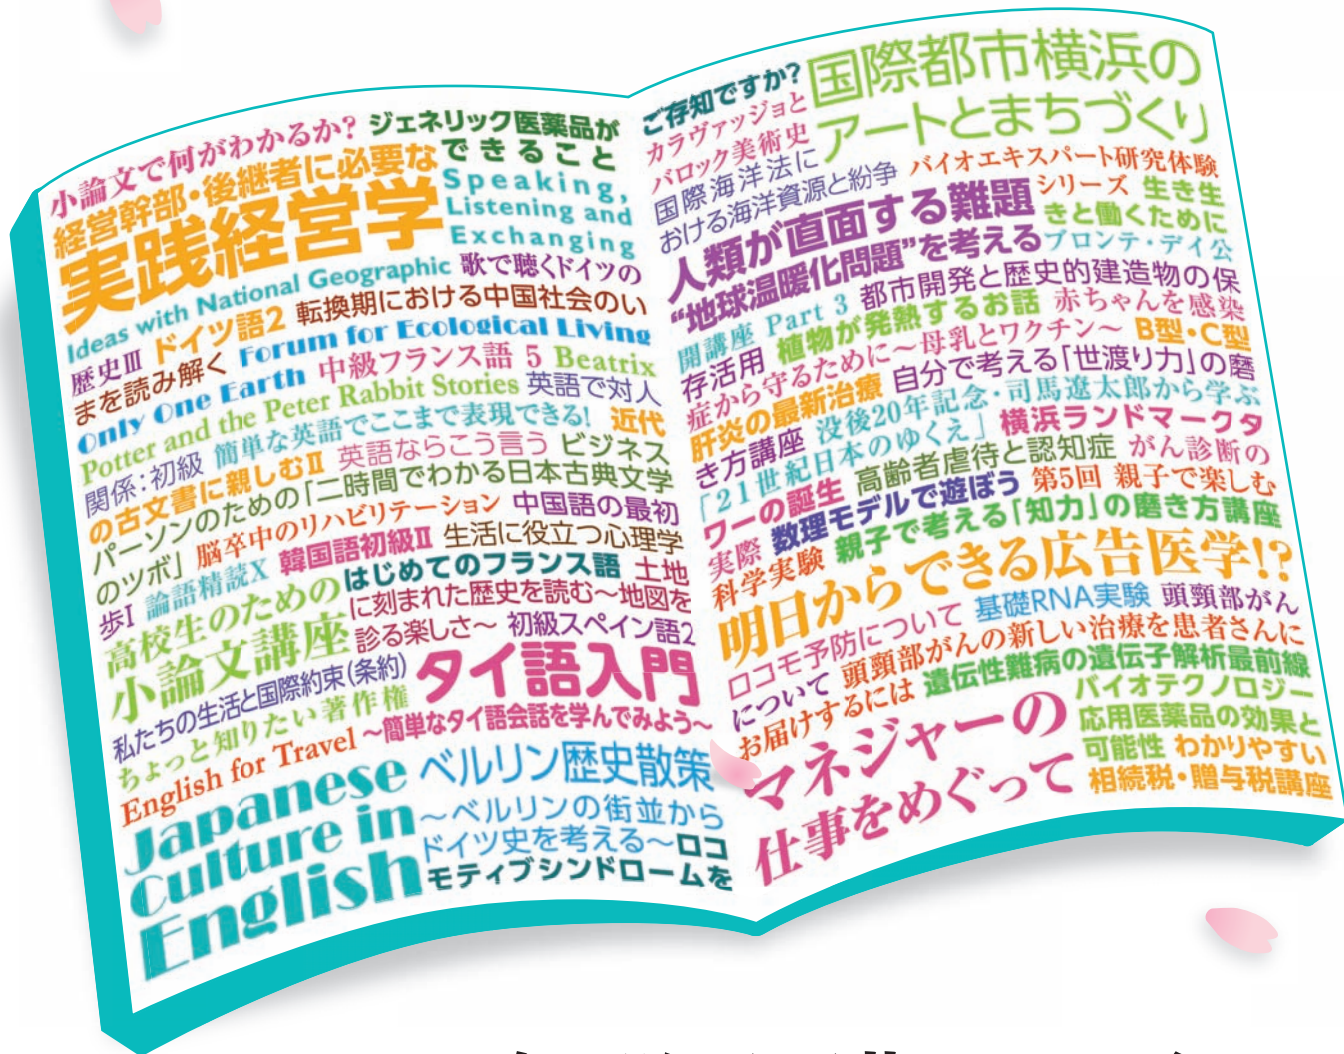 小論文で何がわかるか? ジェネリック医薬品が
できること
経営幹部・後継者に必要な
実践経営学
Speaking,
Listening and
Exchanging
Ideas with National Geographic 歌で聴くドイツの
歴史Ⅲ ドイツ語2 転換期における中国社会のい
まを読み解く Forum for Ecological Living
Only One Earth 中級フランス語 5 Beatrix
Potter and the Peter Rabbit Stories 英語で対人
関係:初級 簡単な英語でここまで表現できる! 近代
の古文書に親しむⅡ 英語ならこう言う ビジネス
パーソンのための「二時間でわかる日本古典文学
のツボ」 脳卒中のリハビリテーション 中国語の最初
歩Ⅰ 論語精読X 韓国語初級Ⅱ 生活に役立つ心理学
高校生のための
小論文講座
はじめてのフランス語 土地
に刻まれた歴史を読む～地図を
診る楽しさ～ 初級スペイン語2
私たちの生活と国際約束(条約)
ちょっと知りたい著作権
タイ語入門
English for Travel ～簡単なタイ語会話を学んでみよう～
Japanese
Culture in
English
ベルリン歴史散策
～ベルリンの街並から
ドイツ史を考える～ ロコ
モティブシンドロームを
ご存知ですか?
カラヴァッジョと
バロック美術史
国際都市横浜の
アートとまちづくり
国際海洋法に
おける海洋資源と紛争
バイオエキスパート研究体験
シリーズ 生き生
きと働くために
人類が直面する難題
“地球温暖化問題”を考える
ブロンテ・デイ公
開講座 Part 3 都市開発と歴史的建造物の保
存活用 植物が発熱するお話 赤ちゃんを感染
症から守るために～母乳とワクチン～ B型・C型
肝炎の最新治療 自分で考える「世渡り力」の磨
き方講座 没後20年記念・司馬遼太郎から学ぶ
「21世紀日本のゆくえ」 横浜ランドマークタ
ワーの誕生 高齢者虐待と認知症 がん診断の
実際 数理モデルで遊ぼう 第5回 親子で楽しむ
科学実験 親子で考える「知力」の磨き方講座
明日からできる広告医学!?
ロコモ予防について 基礎RNA実験 頭頸部がん
について 頭頸部がんの新しい治療を患者さんに
お届けするには 遺伝性難病の遺伝子解析最前線
マネジャーの
仕事をめぐって
バイオテクノロジー
応用医薬品の効果と
可能性 わかりやすい
相続税・贈与税講座